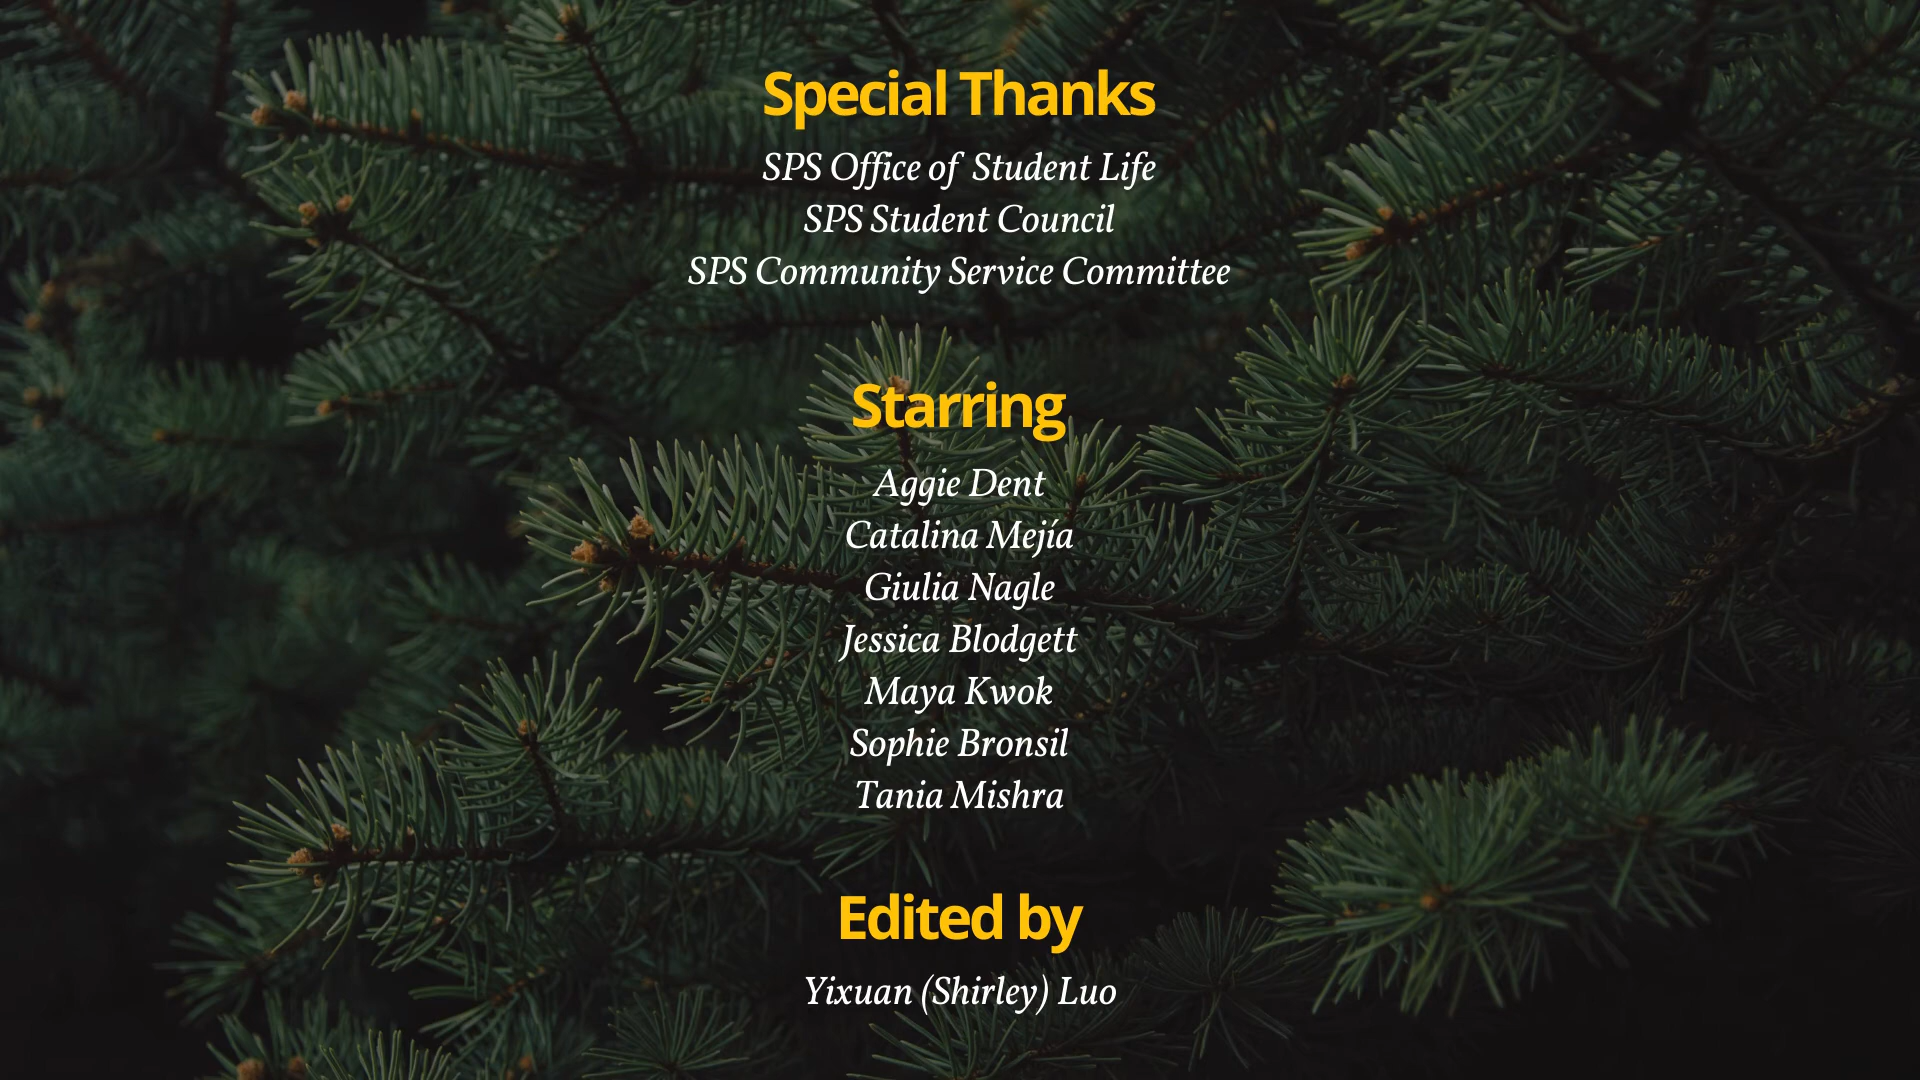 Special Thanks
SPS Office of Student Life
SPS Student Council
SPS Community Service Committee
Starring
Aggie Dent
Catalina Mejía
Giulia Nagle
Jessica Blodgett
Maya Kwok
Sophie Bronsil
Tania Mishra
Edited by
Yixuan (Shirley) Luo